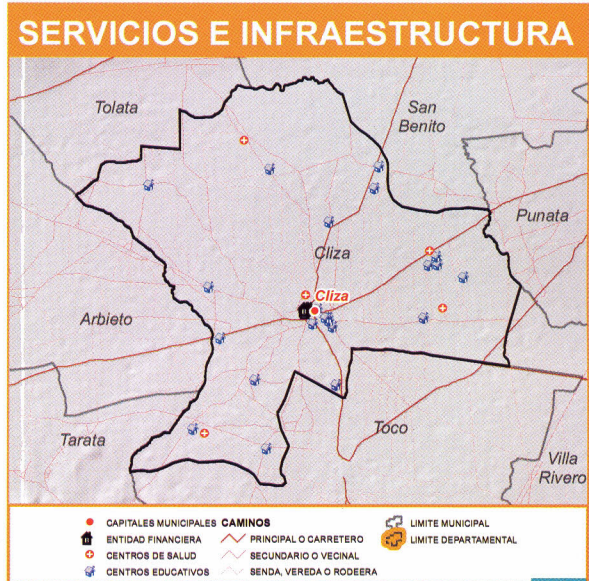 SERVICIOS E INFRAESTRUCTURA
Tolata
San
Benito
Punata
Cliza
Cliza
Arbieto
Tarata
Toco
Villa
Rivero
CAPITALES MUNICIPALES
ENTIDAD FINANCIERA
CENTROS DE SALUD
CENTROS EDUCATIVOS
CAMINOS
PRINCIPAL O CARRETERO
SECUNDARIO O VECINAL
SENDA, VEREDA O RODEERA
LIMITE MUNICIPAL
LIMITE DEPARTAMENTAL